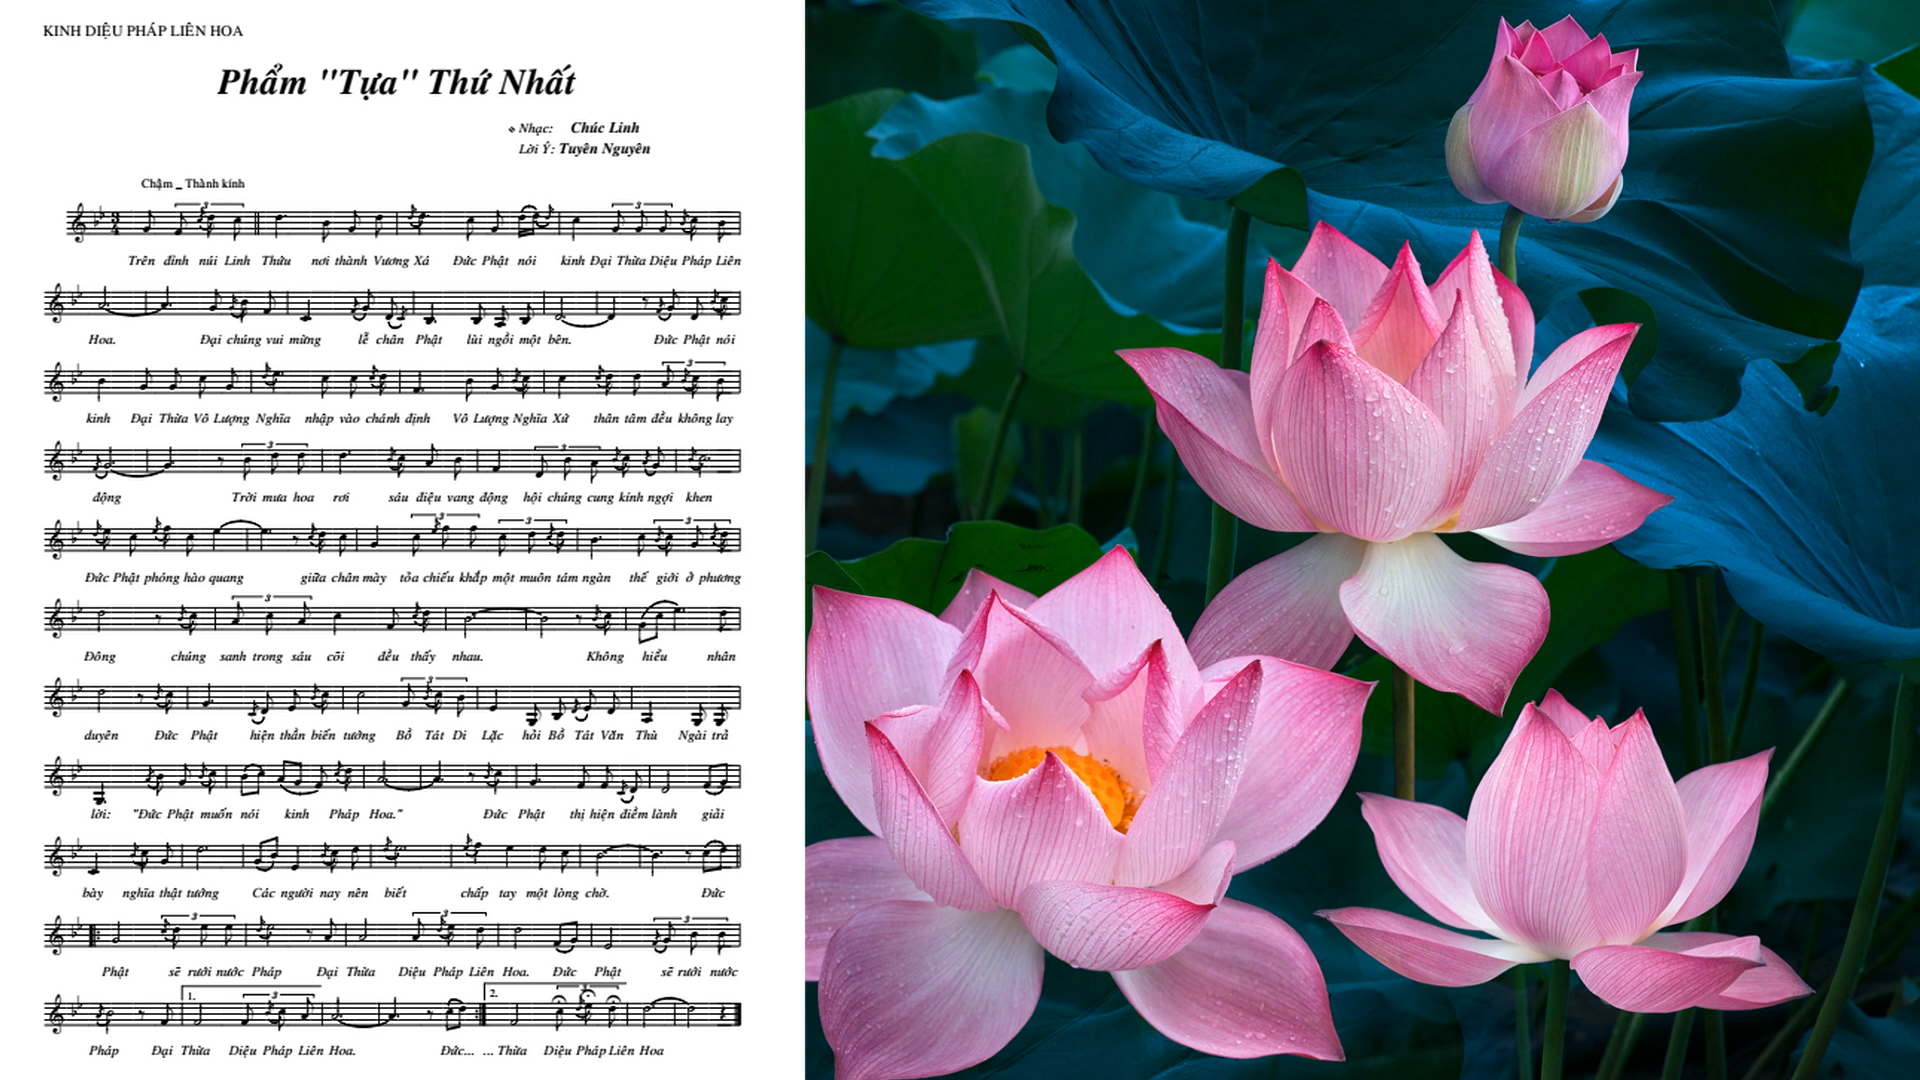 KINH DIỆU PHÁP LIÊN HOA
Phẩm "Tựa" Thứ Nhất
Nhạc: Chúc Linh
Lời Ý: Tuyên Nguyên
Chậm _ Thành kính
3
Trên đỉnh núi Linh Thứu nơi thành Vương Xá Đức Phật nói kinh Đại Thừa Diệu Pháp Liên
Hoa. Đại chúng vui mừng lễ chân Phật lùi ngồi một bên. Đức Phật nói
kinh Đại Thừa Vô Lượng Nghĩa nhập vào chánh định Vô Lượng Nghĩa Xứ thân tâm đều không lay
động Trời mưa hoa rơi sáu điệu vang động hội chúng cung kính ngợi khen
Đức Phật phóng hào quang giữa chân mày tỏa chiếu khắp một muôn tám ngàn thế giới ở phương
Đông chúng sanh trong sáu cõi đều thấy nhau. Không hiểu nhân
duyên Đức Phật hiện thần biến tướng Bồ Tát Di Lặc hỏi Bồ Tát Văn Thù Ngài trả
lời: "Đức Phật muốn nói kinh Pháp Hoa." Đức Phật thị hiện điềm lành giải
bày nghĩa thật tướng Các người nay nên biết chấp tay một lòng chờ. Đức
Phật sẽ rưới nước Pháp Đại Thừa Diệu Pháp Liên Hoa. Đức Phật sẽ rưới nước
1. 2.
Pháp Đại Thừa Diệu Pháp Liên Hoa. Đức... ... Thừa Diệu Pháp Liên Hoa